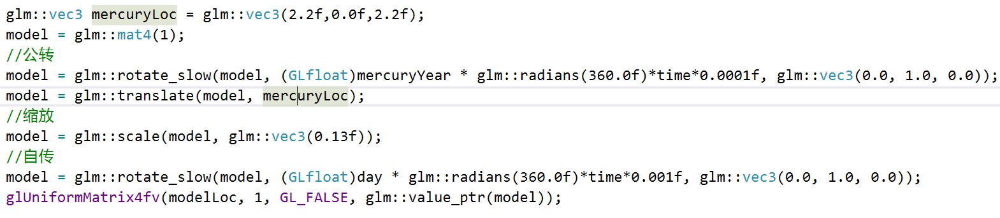 glm::vec3 mercuryLoc = glm::vec3(2.2f,0.0f,2.2f);
model = glm::mat4(1);
//公转
model = glm::rotate_slow(model, (GLfloat)mercuryYear * glm::radians(360.0f)*time*0.0001f, glm::vec3(0.0, 1.0, 0.0));
model = glm::translate(model, mercuryLoc);
//缩放
model = glm::scale(model, glm::vec3(0.13f));
//自传
model = glm::rotate_slow(model, (GLfloat)day * glm::radians(360.0f)*time*0.001f, glm::vec3(0.0, 1.0, 0.0));
glUniformMatrix4fv(modelLoc, 1, GL_FALSE, glm::value_ptr(model));